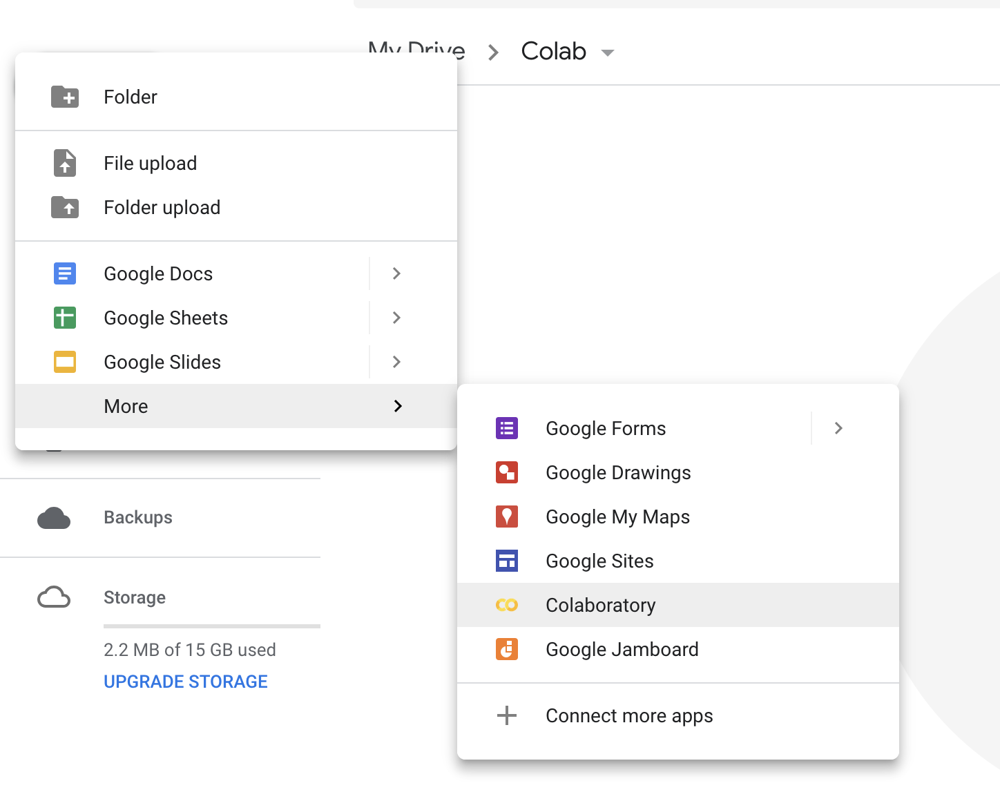 My Drive
Colab
Folder
File upload
Folder upload
Google Docs
Google Sheets
Google Slides
More
Google Forms
Google Drawings
Google My Maps
Google Sites
Colaboratory
Google Jamboard
Connect more apps
Backups
Storage
2.2 MB of 15 GB used
UPGRADE STORAGE